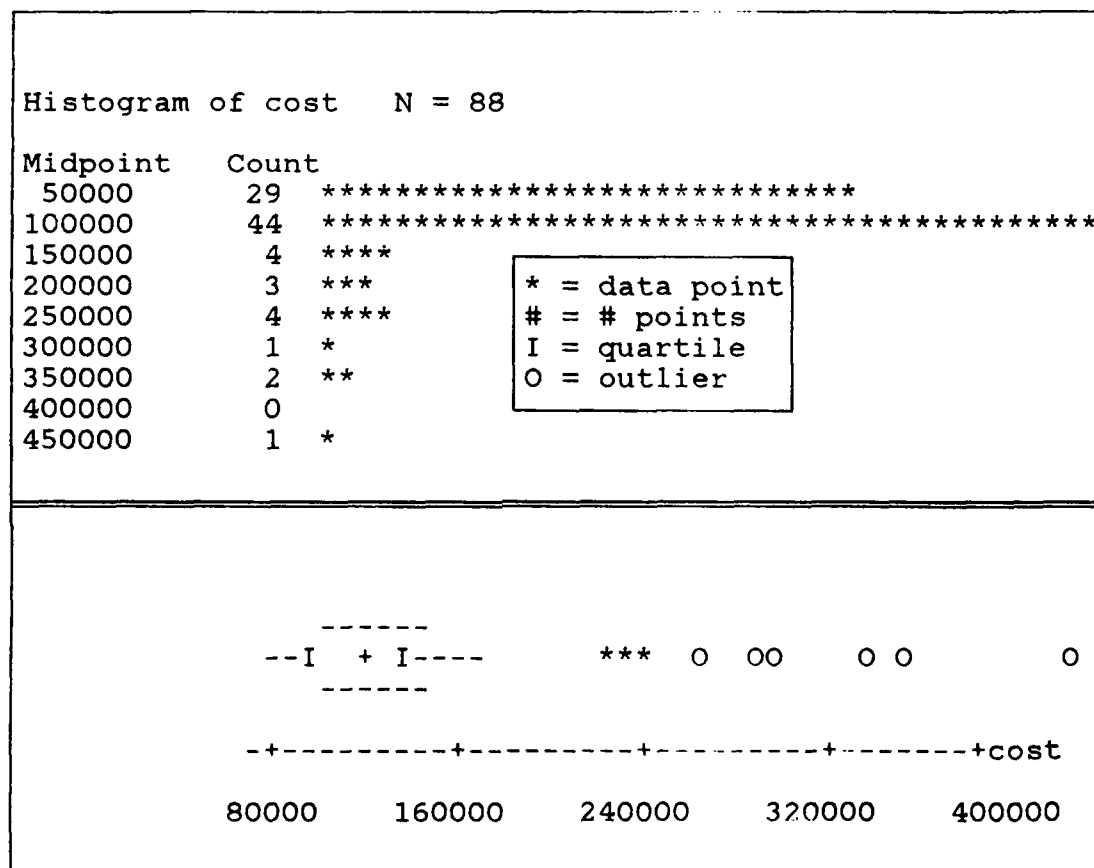 Histogram of cost   N = 88
Midpoint   Count
50000   29   *****************************
100000   44   ********************************************
150000   4   ****
200000   3   ***
250000   4   ****
300000   1   *
350000   2   **
400000   0
450000   1   *
* = data point
# = # points
I = quartile
O = outlier
------
--I  + I----      ***  O  OO    O O        O
------
-+---------+---------+---------+-------+cost
80000   160000   240000   320000   400000